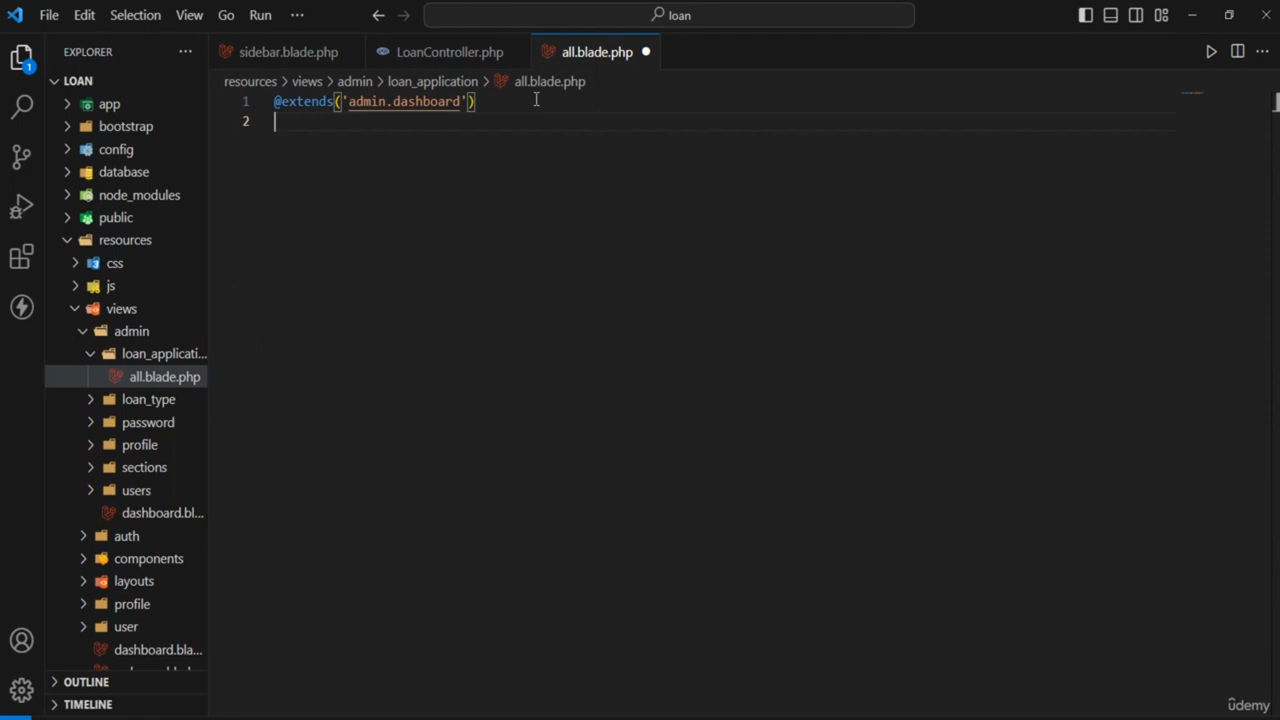 File Edit Selection View Go Run ··· loan
EXPLORER ···
sidebar.blade.php LoanController.php all.blade.php
LOAN
resources > views > admin > loan_application > all.blade.php
1 @extends('admin.dashboard')
2
app
bootstrap
config
database
node_modules
public
resources
css
js
views
admin
loan_applicati...
all.blade.php
loan_type
password
profile
sections
users
dashboard.bl...
auth
components
layouts
profile
user
dashboard.bla...
OUTLINE
TIMELINE
1
ûdemy